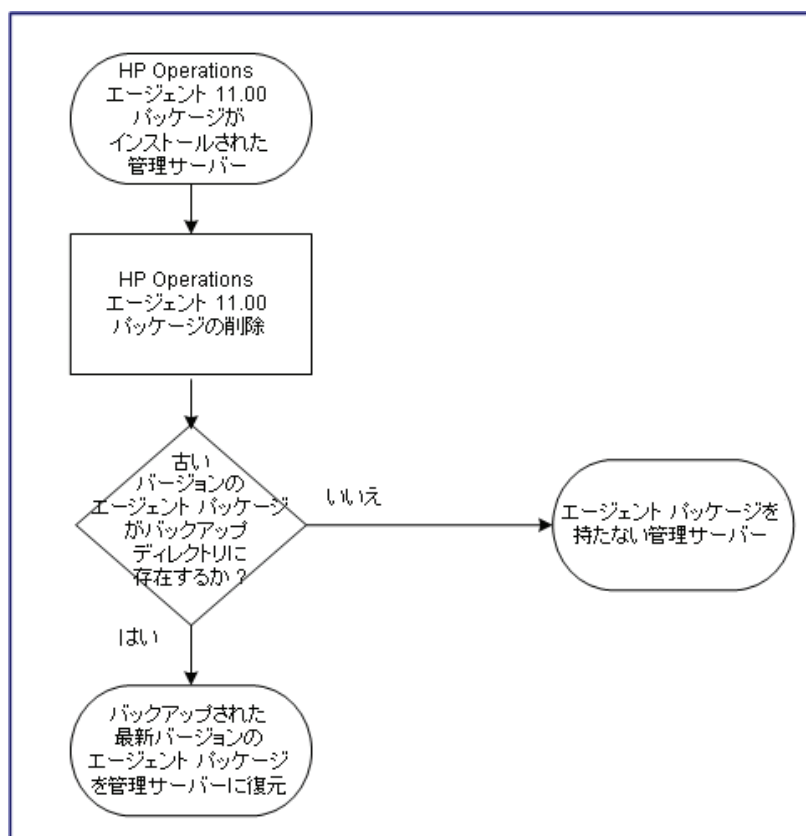 HP Operations
エージェント 11.00
パッケージが
インストールされた
管理サーバー
HP Operations
エージェント 11.00
パッケージの削除
古い
バージョンの
エージェント パッケージ
がバックアップ
ディレクトリに
存在するか ?
いいえ
エージェント パッケージを
持たない管理サーバー
はい
バックアップされた
最新バージョンの
エージェント パッケージ
を管理サーバーに復元